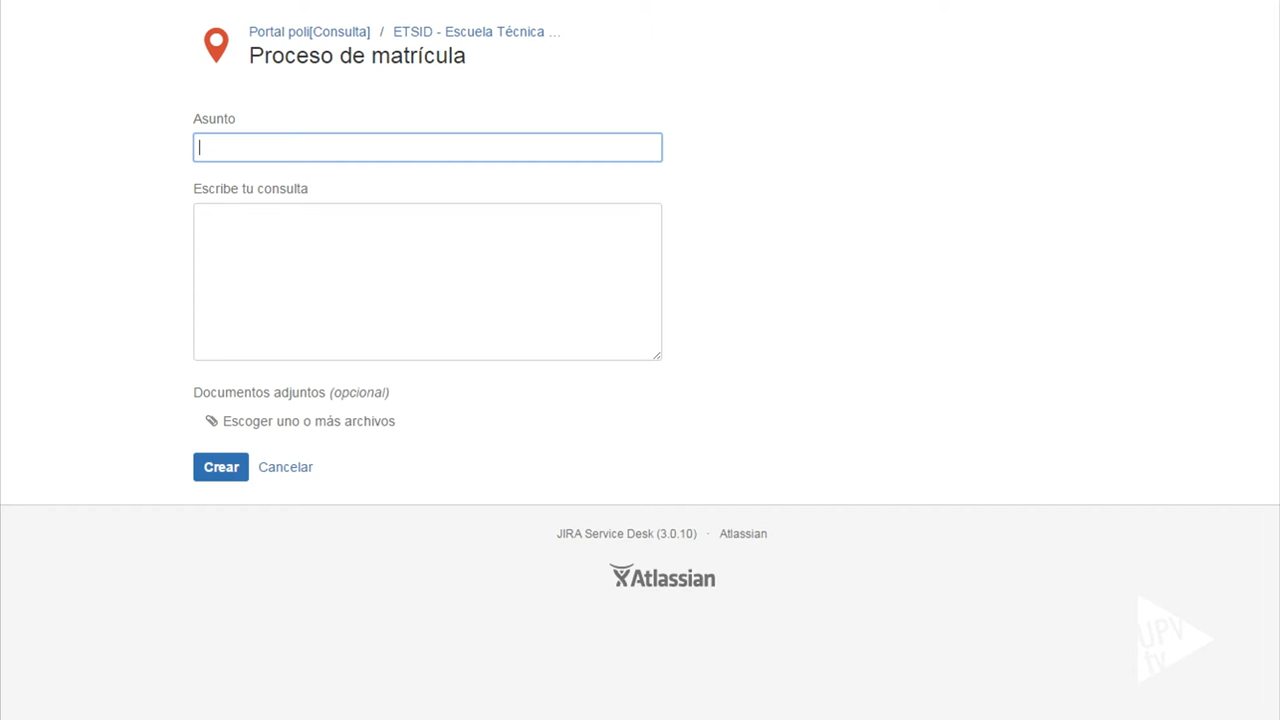 Portal poli[Consulta] / ETSID - Escuela Técnica ...
Proceso de matrícula
Asunto
Escribe tu consulta
Documentos adjuntos (opcional)
Escoger uno o más archivos
Crear Cancelar
JIRA Service Desk (3.0.10) · Atlassian
Atlassian
UPV
tv